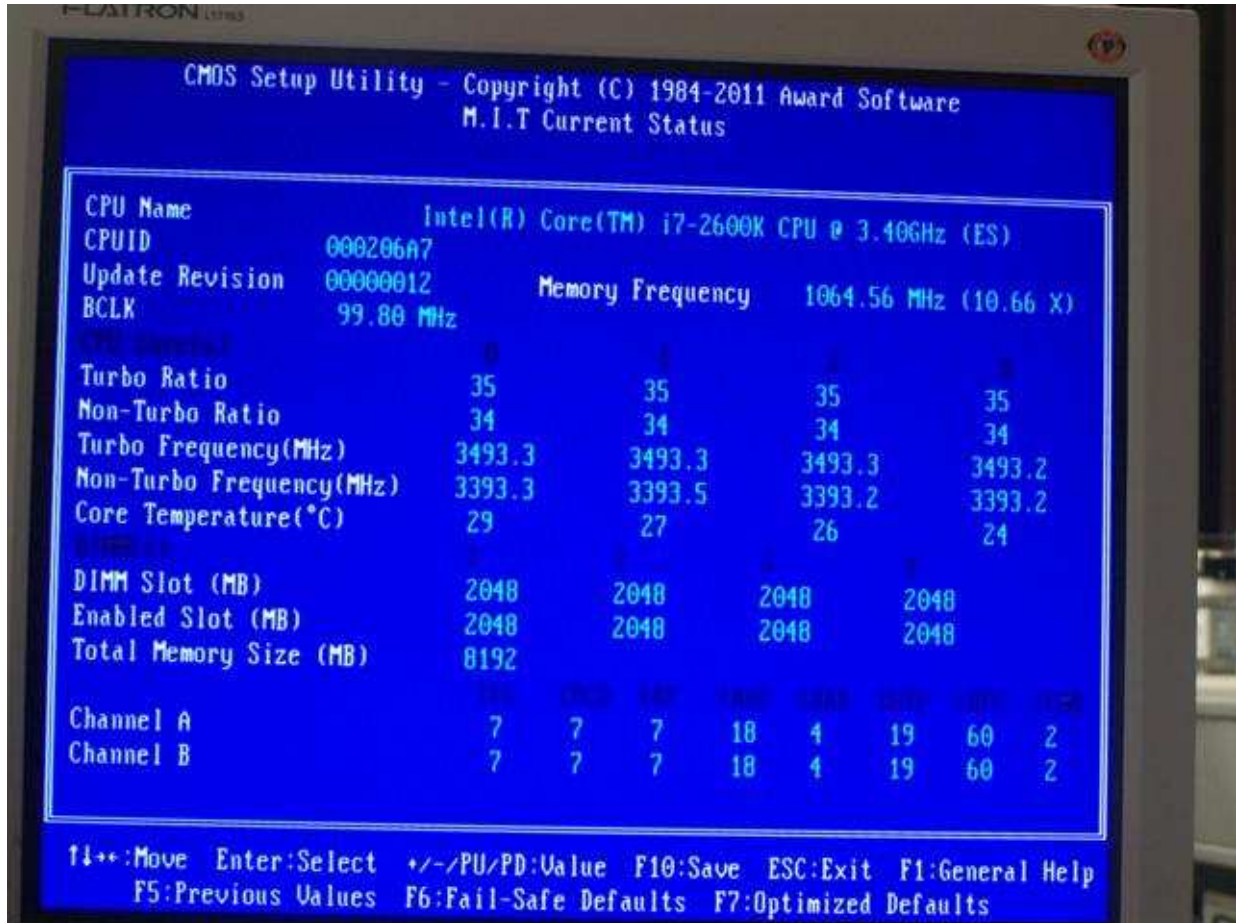 FLATRON
CMOS Setup Utility - Copyright (C) 1984-2011 Award Software
M.I.T Current Status
CPU Name Intel(R) Core(TM) i7-2600K CPU @ 3.40GHz (ES)
CPUID 000206A7
Update Revision 00000012 Memory Frequency 1064.56 MHz (10.66 X)
BCLK 99.80 MHz
Turbo Ratio 35 35 35 35
Non-Turbo Ratio 34 34 34 34
Turbo Frequency(MHz) 3493.3 3493.3 3493.3 3493.2
Non-Turbo Frequency(MHz) 3393.3 3393.5 3393.2 3393.2
Core Temperature(°C) 29 27 26 24
DIMM Slot (MB) 2048 2048 2048 2048
Enabled Slot (MB) 2048 2048 2048 2048
Total Memory Size (MB) 8192
Channel A 7 7 7 18 4 19 60 2
Channel B 7 7 7 18 4 19 60 2
↑↓→←:Move Enter:Select +/-/PU/PD:Value F10:Save ESC:Exit F1:General Help
F5:Previous Values F6:Fail-Safe Defaults F7:Optimized Defaults